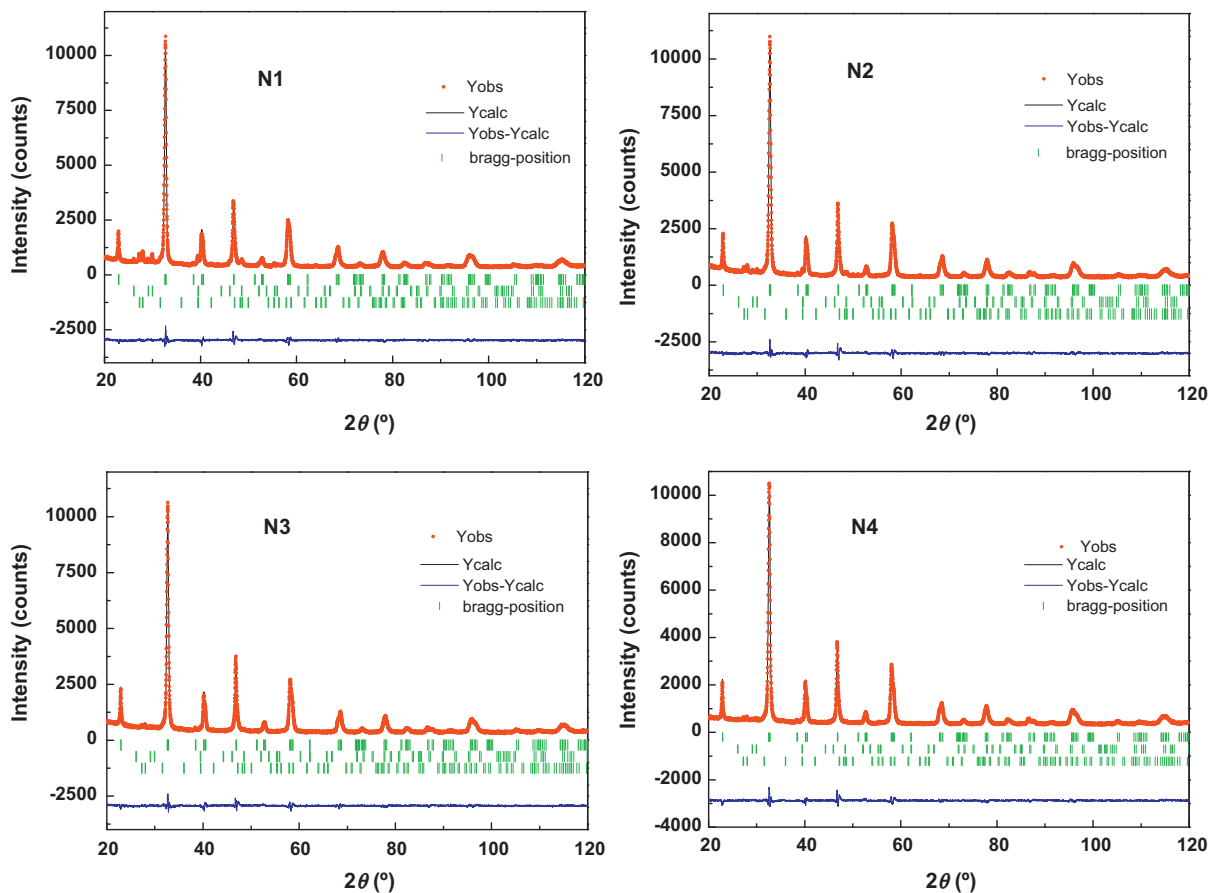 N1
Yobs
Ycalc
Yobs-Ycalc
bragg-position
Intensity (counts)
10000
7500
5000
2500
0
-2500
20 40 60 80 100 120
2θ (º)
N2
Yobs
Ycalc
Yobs-Ycalc
bragg-position
Intensity (counts)
10000
7500
5000
2500
0
-2500
20 40 60 80 100 120
2θ (º)
N3
Yobs
Ycalc
Yobs-Ycalc
bragg-position
Intensity (counts)
10000
7500
5000
2500
0
-2500
20 40 60 80 100 120
2θ (º)
N4
Yobs
Ycalc
Yobs-Ycalc
bragg-position
Intensity (counts)
10000
8000
6000
4000
2000
0
-2000
-4000
20 40 60 80 100 120
2θ (º)